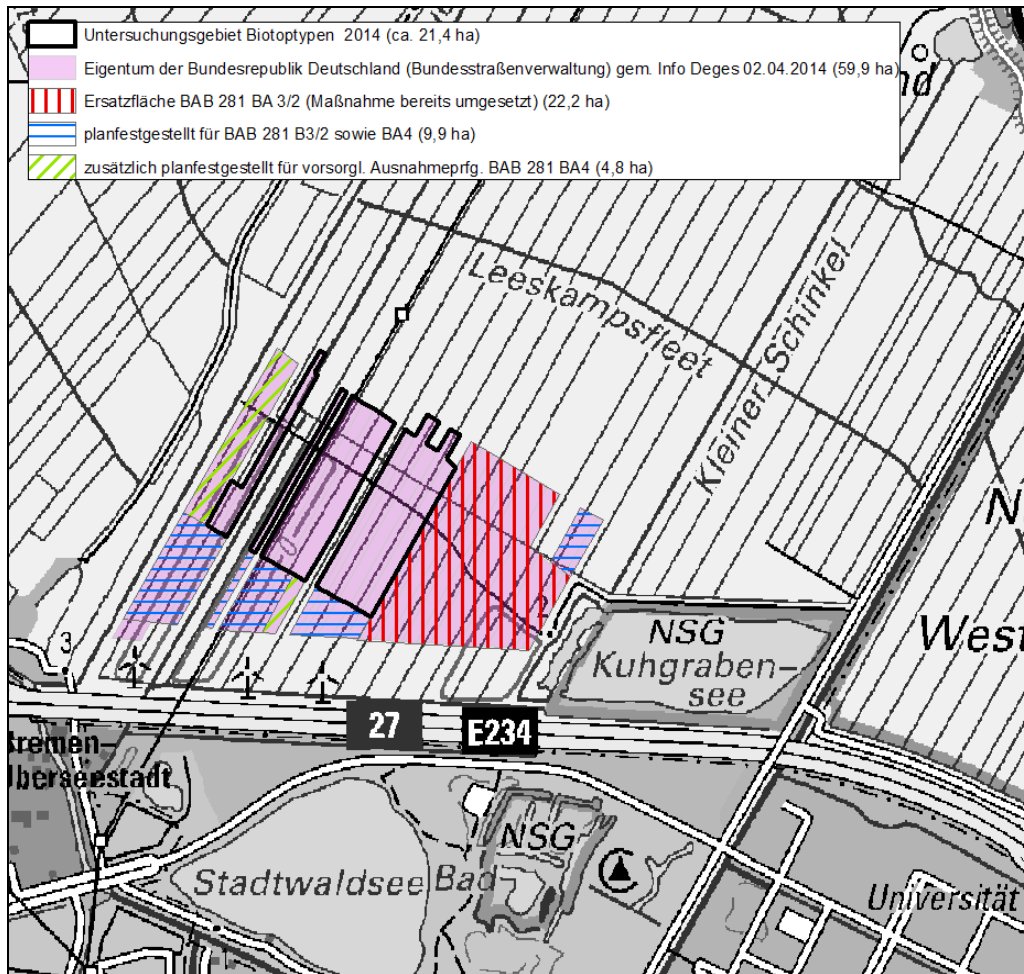 Untersuchungsgebiet Biotoptypen 2014 (ca. 21,4 ha)
Eigentum der Bundesrepublik Deutschland (Bundesstraßenverwaltung) gem. Info Deges 02.04.2014 (59,9 ha)
Ersatzfläche BAB 281 BA 3/2 (Maßnahme bereits umgesetzt) (22,2 ha)
planfestgestellt für BAB 281 B3/2 sowie BA4 (9,9 ha)
zusätzlich planfestgestellt für vorsorgl. Ausnahmeprfg. BAB 281 BA4 (4,8 ha)
nd
Leeskampsfleet
Kleiner Schinkel
N
2
NSG
Kuhgraben-
see
West
3
27
E234
Bremen-
Überseestadt
NSG
Stadtwaldsee
Bad
Universität